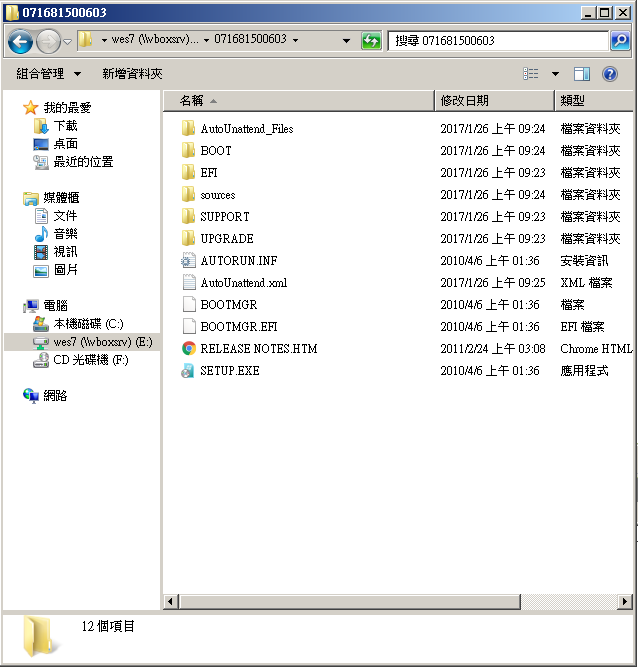 071681500603
wes7 (\\vboxsrv)... 071681500603 搜尋 071681500603
組合管理 新增資料夾
我的最愛
下載
桌面
最近的位置
媒體櫃
文件
音樂
視訊
圖片
電腦
本機磁碟 (C:)
wes7 (\\vboxsrv) (E:)
CD 光碟機 (F:)
網路
名稱 修改日期 類型
AutoUnattend_Files 2017/1/26 上午 09:24 檔案資料夾
BOOT 2017/1/26 上午 09:24 檔案資料夾
EFI 2017/1/26 上午 09:23 檔案資料夾
sources 2017/1/26 上午 09:24 檔案資料夾
SUPPORT 2017/1/26 上午 09:23 檔案資料夾
UPGRADE 2017/1/26 上午 09:23 檔案資料夾
AUTORUN.INF 2010/4/6 上午 01:36 安裝資訊
AutoUnattend.xml 2017/1/26 上午 09:25 XML 檔案
BOOTMGR 2010/4/6 上午 01:36 檔案
BOOTMGR.EFI 2010/4/6 上午 01:36 EFI 檔案
RELEASE NOTES.HTM 2011/2/24 上午 03:08 Chrome HTML
SETUP.EXE 2010/4/6 上午 01:36 應用程式
12 個項目